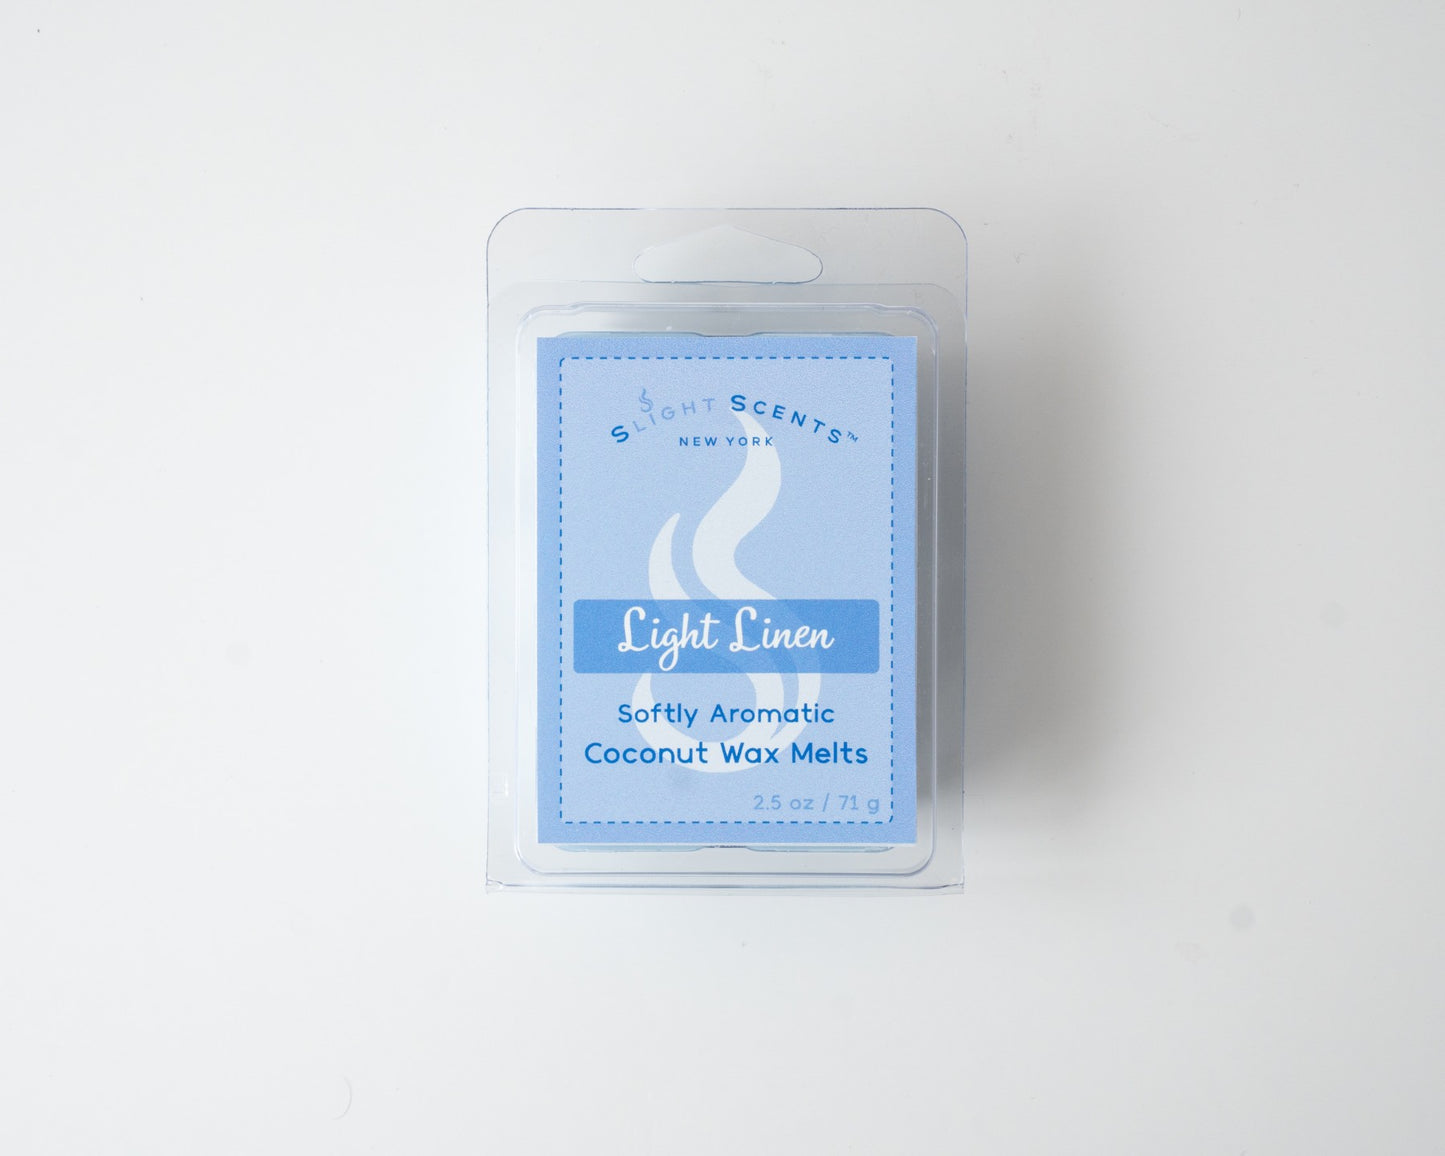 SLIGHT SCENTS™
NEW YORK
Light Linen
Softly Aromatic
Coconut Wax Melts
2.5 oz / 71 g